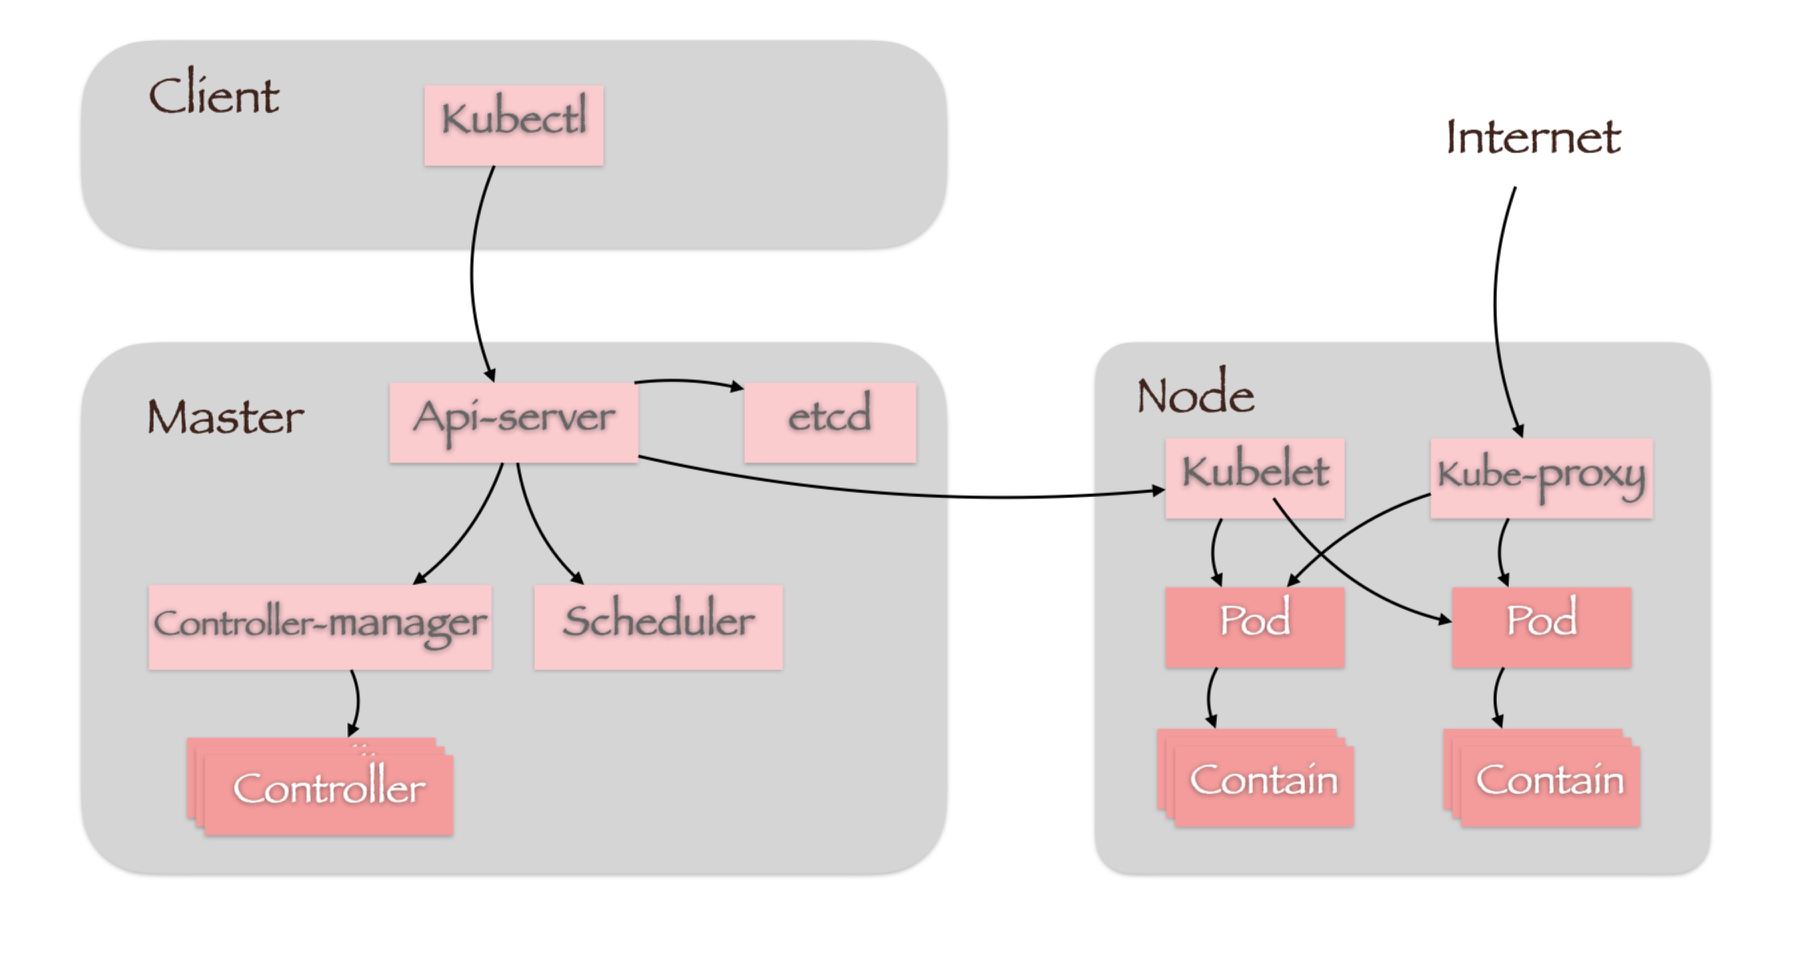 Client
Kubectl
Internet
Master
Api-server
etcd
Node
Kubelet
Kube-proxy
Controller-manager
Scheduler
Pod
Pod
Controller
Contain
Contain